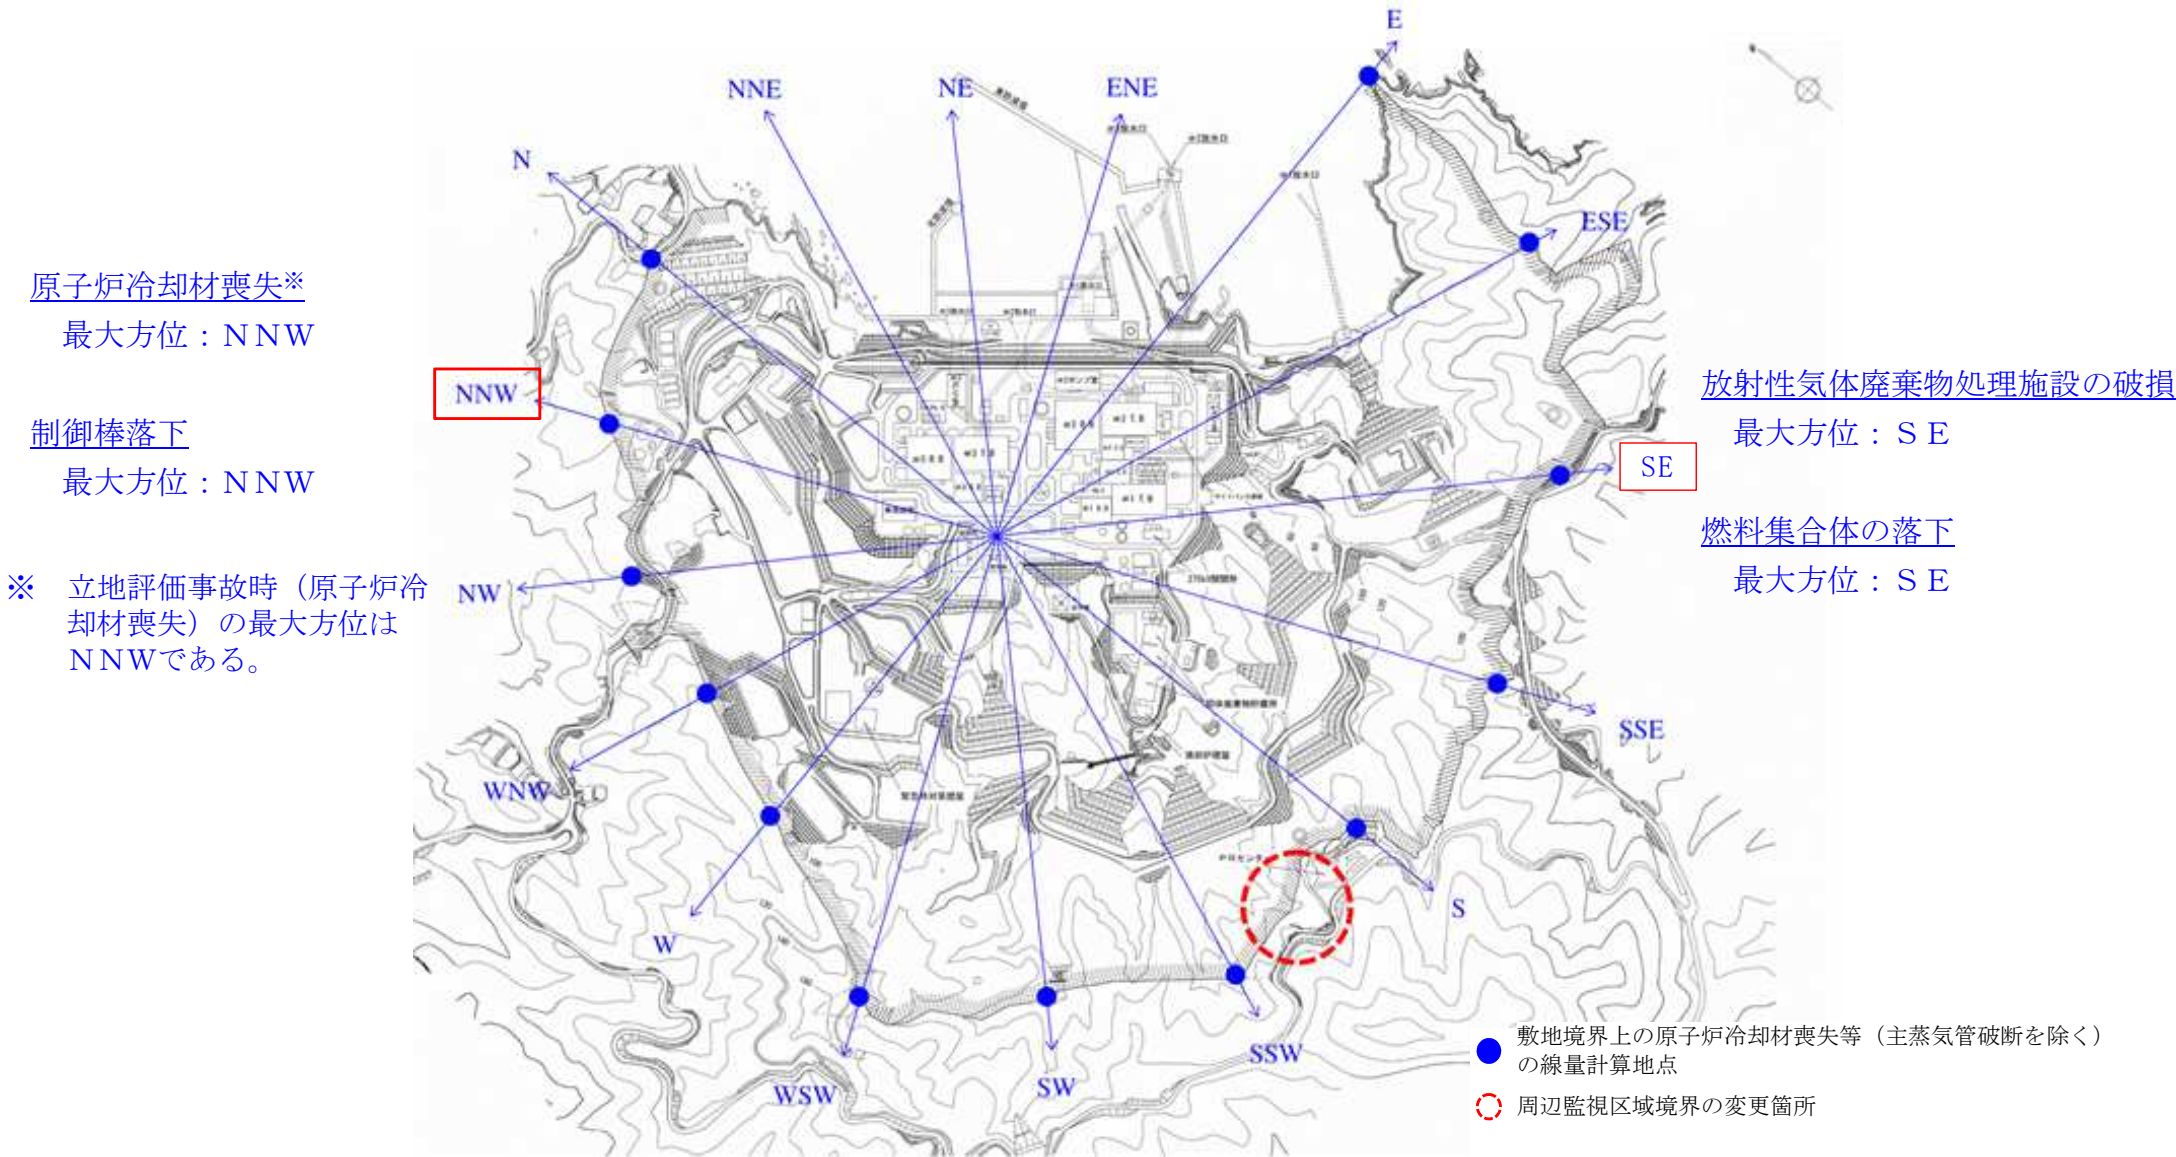 E
NNE
NE
ENE
N
ESE
原子炉冷却材喪失※
最大方位：NNW
NNW
制御棒落下
最大方位：NNW
放射性気体廃棄物処理施設の破損
最大方位：SE
SE
燃料集合体の落下
最大方位：SE
NW
※ 立地評価事故時（原子炉冷
却材喪失）の最大方位は
NNWである。
SSE
WNW
W
S
WSW
SW
SSW
敷地境界上の原子炉冷却材喪失等（主蒸気管破断を除く）
の線量計算地点
周辺監視区域境界の変更箇所